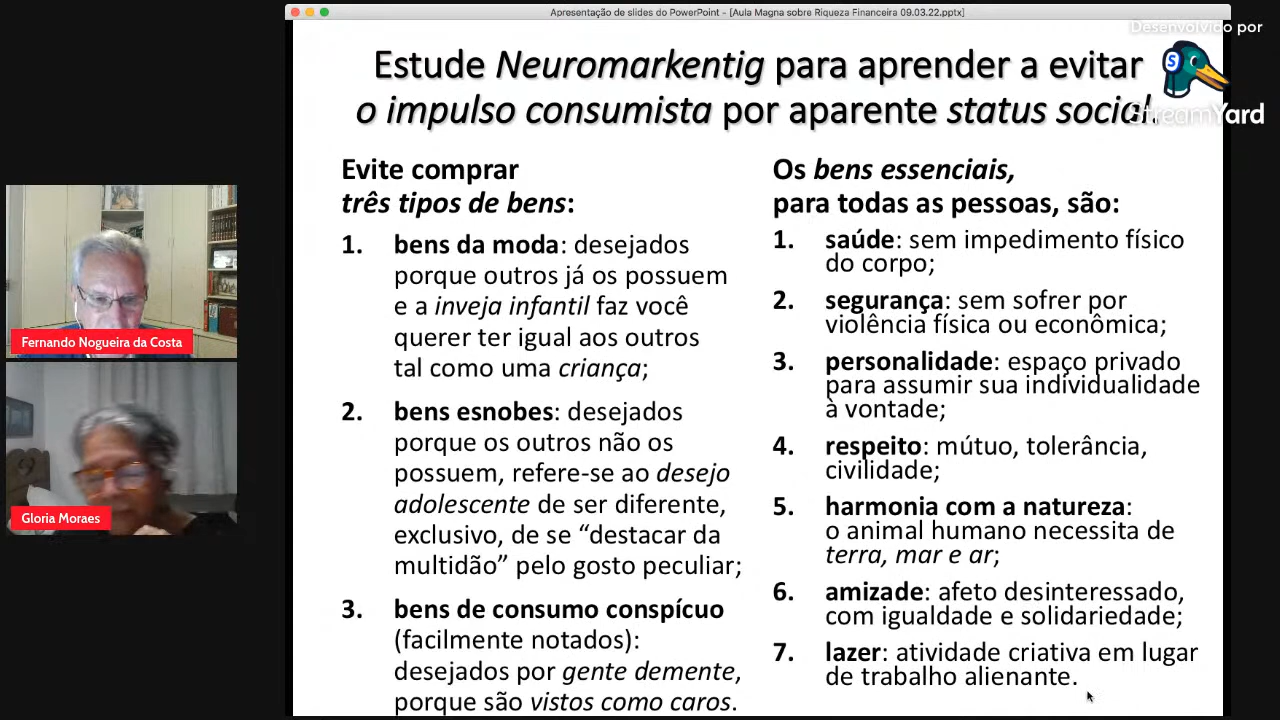 Apresentação de slides do PowerPoint - [Aula Magna sobre Riqueza Financeira 09.03.22.pptx]
Desenvolvido por
StreamYard
Estude Neuromarkentig para aprender a evitar
o impulso consumista por aparente status social.
Evite comprar
três tipos de bens:
1. bens da moda: desejados
porque outros já os possuem
e a inveja infantil faz você
querer ter igual aos outros
tal como uma criança;
2. bens esnobes: desejados
porque os outros não os
possuem, refere-se ao desejo
adolescente de ser diferente,
exclusivo, de se “destacar da
multidão” pelo gosto peculiar;
3. bens de consumo conspícuo
(facilmente notados):
desejados por gente demente,
porque são vistos como caros.
Os bens essenciais,
para todas as pessoas, são:
1. saúde: sem impedimento físico
do corpo;
2. segurança: sem sofrer por
violência física ou econômica;
3. personalidade: espaço privado
para assumir sua individualidade
à vontade;
4. respeito: mútuo, tolerância,
civilidade;
5. harmonia com a natureza:
o animal humano necessita de
terra, mar e ar;
6. amizade: afeto desinteressado,
com igualdade e solidariedade;
7. lazer: atividade criativa em lugar
de trabalho alienante.
Fernando Nogueira da Costa
Gloria Moraes